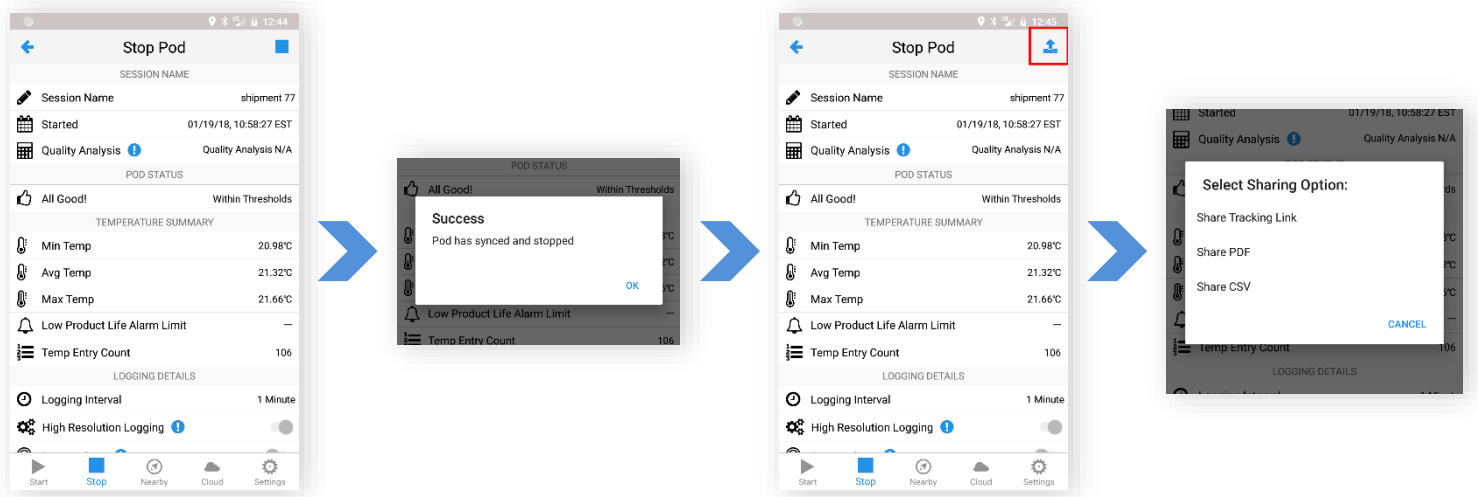 12:44
Stop Pod
SESSION NAME
Session Name shipment 77
Started 01/19/18, 10:58:27 EST
Quality Analysis Quality Analysis N/A
POD STATUS
All Good! Within Thresholds
TEMPERATURE SUMMARY
Min Temp 20.98°C
Avg Temp 21.32°C
Max Temp 21.66°C
Low Product Life Alarm Limit —
Temp Entry Count 106
LOGGING DETAILS
Logging Interval 1 Minute
High Resolution Logging
Start Stop Nearby Cloud Settings
POD STATUS
All Good! Within Thresholds
Success
Pod has synced and stopped
OK
Low Product Life Alarm Limit —
Temp Entry Count 106
12:45
Stop Pod
SESSION NAME
Session Name shipment 77
Started 01/19/18, 10:58:27 EST
Quality Analysis Quality Analysis N/A
POD STATUS
All Good! Within Thresholds
TEMPERATURE SUMMARY
Min Temp 20.98°C
Avg Temp 21.32°C
Max Temp 21.66°C
Low Product Life Alarm Limit —
Temp Entry Count 106
LOGGING DETAILS
Logging Interval 1 Minute
High Resolution Logging
Start Stop Nearby Cloud Settings
Started 01/19/18, 10:58:27 EST
Quality Analysis Quality Analysis N/A
Select Sharing Option:
Share Tracking Link
Share PDF
Share CSV
CANCEL
Temp Entry Count 106
LOGGING DETAILS